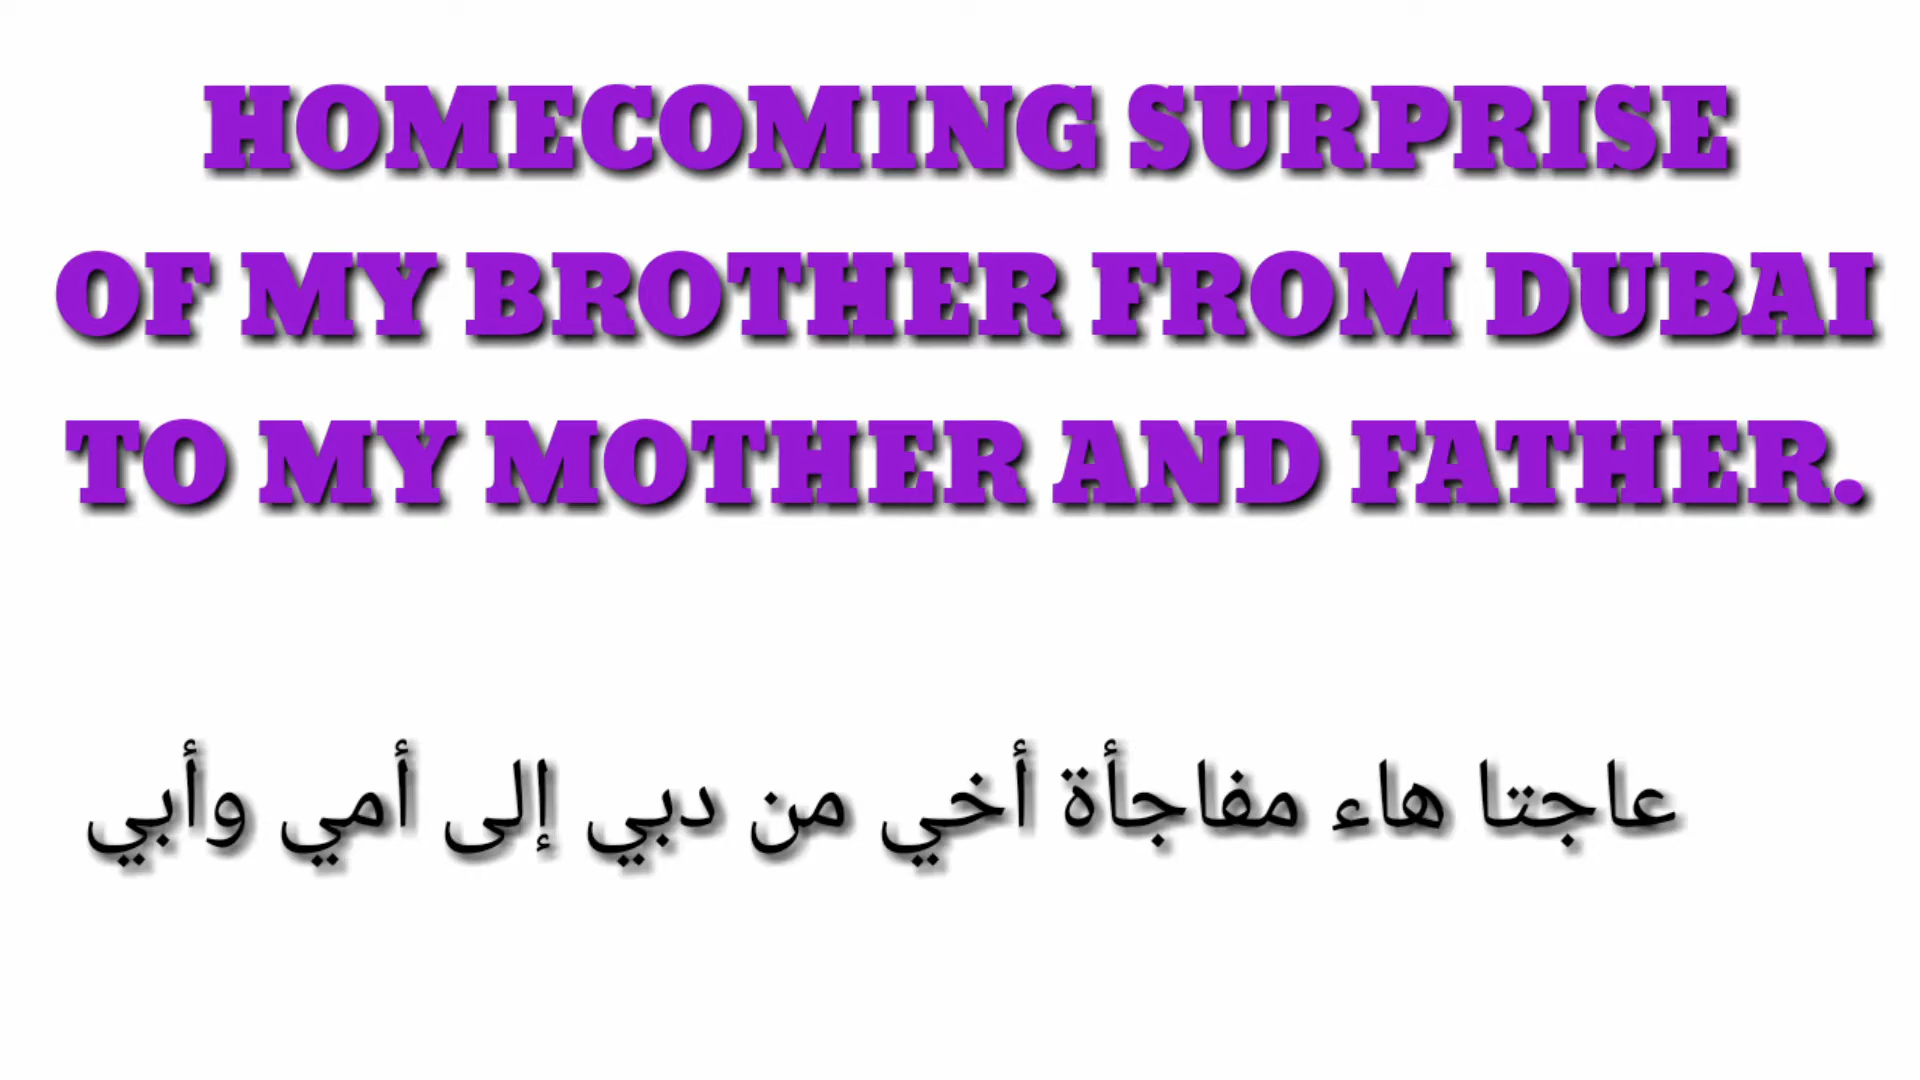 HOMECOMING SURPRISE
OF MY BROTHER FROM DUBAI
TO MY MOTHER AND FATHER.
عاجتا هاء مفاجأة أخي من دبي إلى أمي وأبي